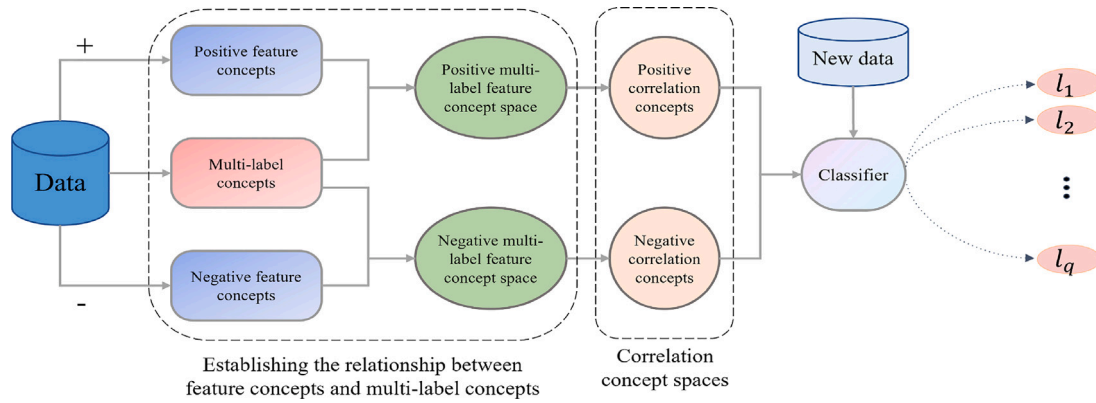 +
Data
-
Positive feature
concepts
Multi-label
concepts
Negative feature
concepts
Positive multi-
label feature
concept space
Negative multi-
label feature
concept space
Establishing the relationship between
feature concepts and multi-label concepts
Positive
correlation
concepts
Negative
correlation
concepts
Correlation
concept spaces
New data
Classifier
l₁
l₂
⋮
l_q